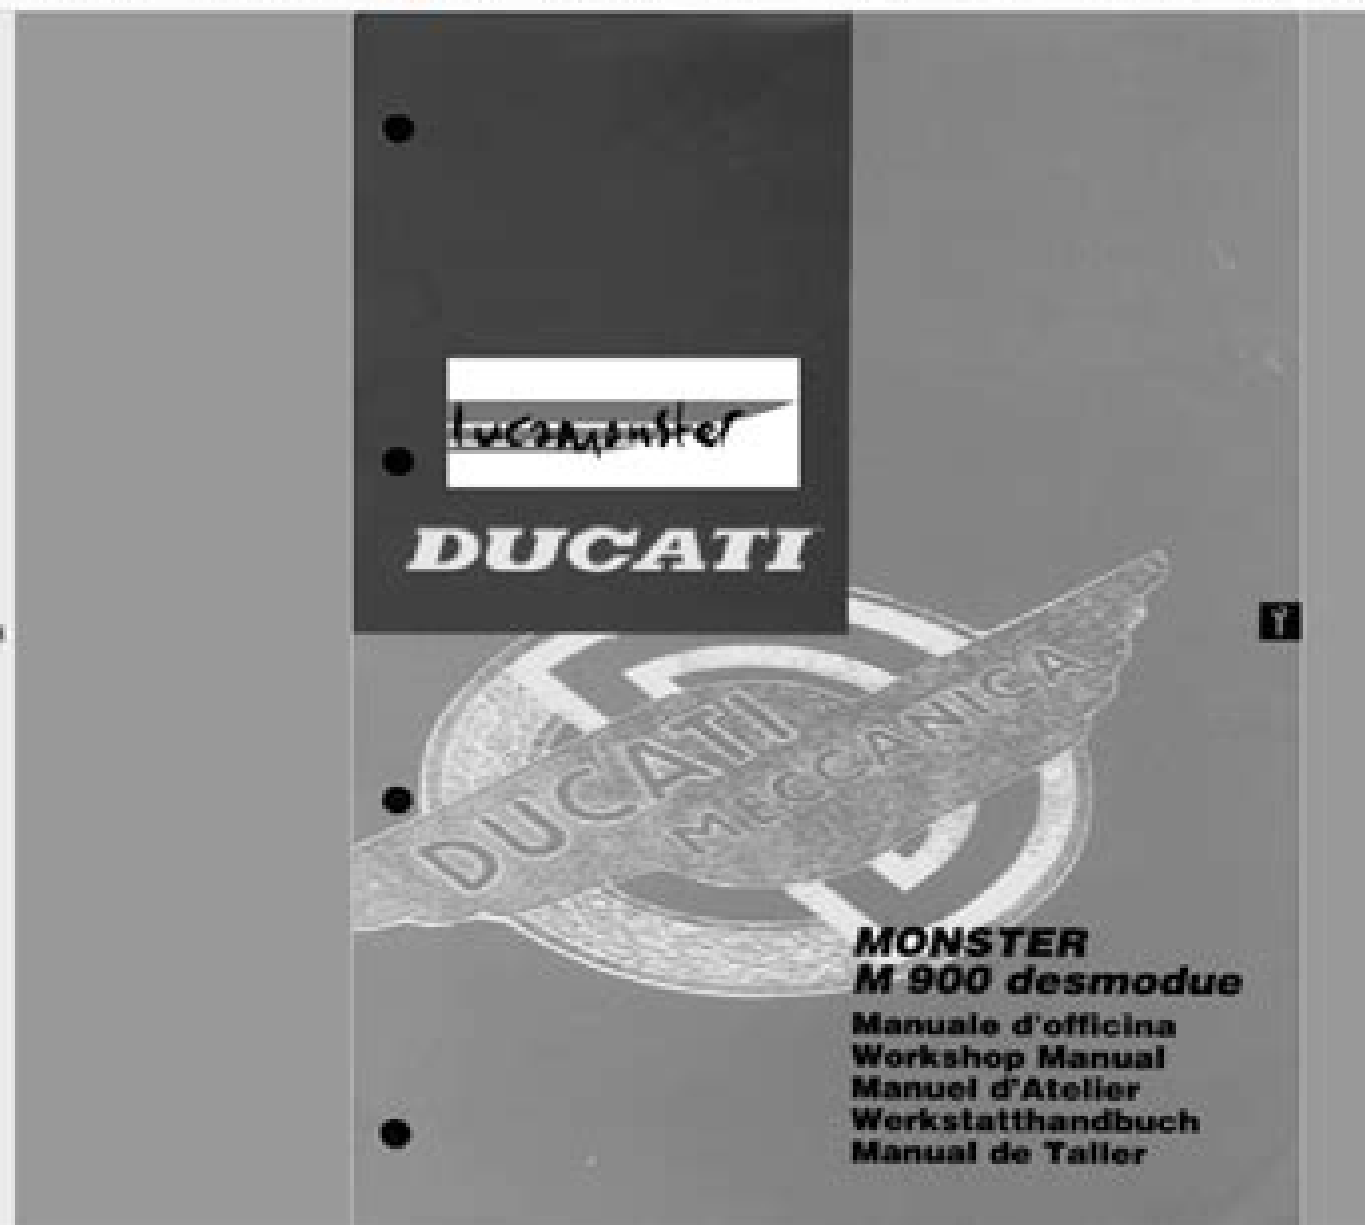 lucamonster
DUCATI
DUCATI
MECCANICA
MONSTER
M 900 desmodue
Manuale d'officina
Workshop Manual
Manuel d'Atelier
Werkstatthandbuch
Manual de Taller